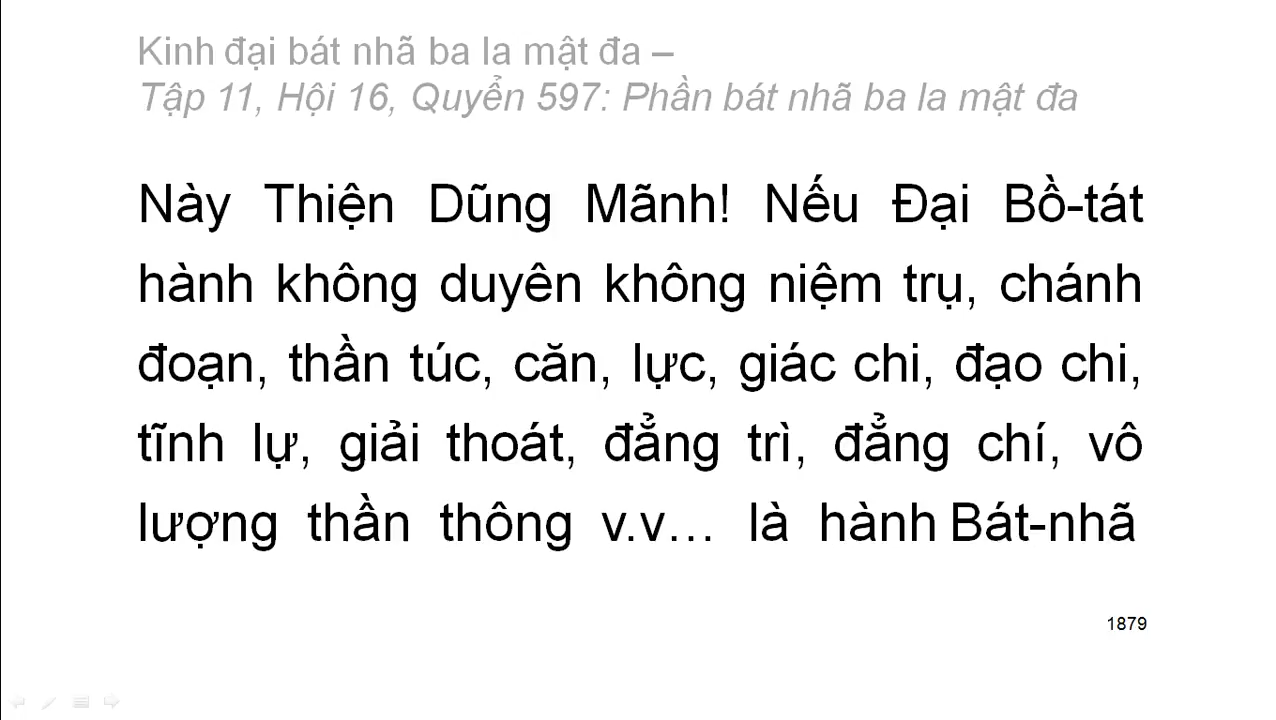 Kinh đại bát nhã ba la mật đa –
Tập 11, Hội 16, Quyển 597: Phần bát nhã ba la mật đa
Này Thiện Dũng Mãnh! Nếu Đại Bồ-tát
hành không duyên không niệm trụ, chánh
đoạn, thần túc, căn, lực, giác chi, đạo chi,
tĩnh lự, giải thoát, đẳng trì, đẳng chí, vô
lượng thần thông v.v… là hành Bát-nhã
1879